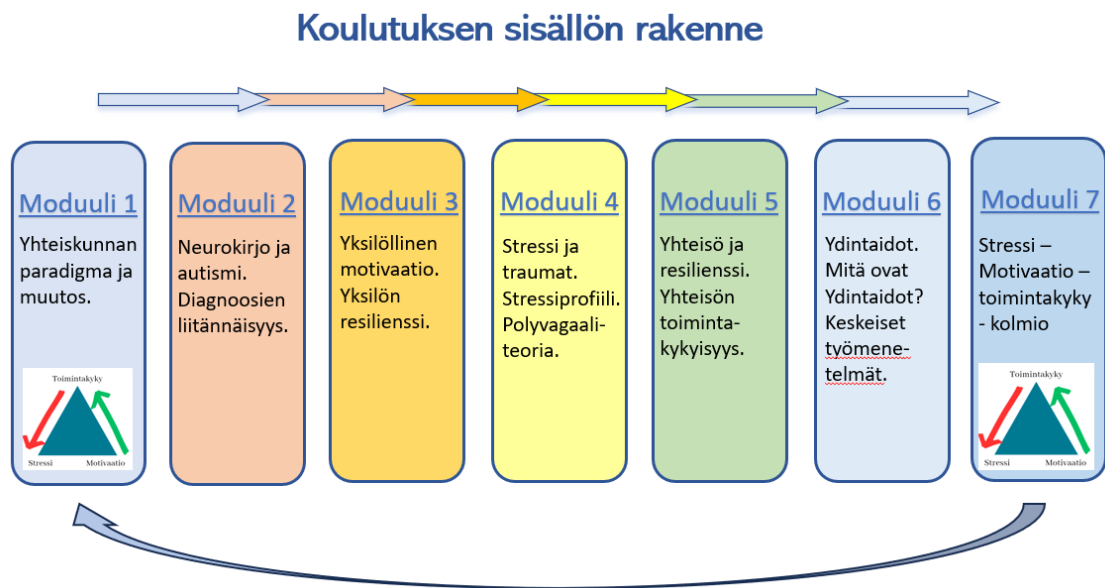 Koulutuksen sisällön rakenne
Moduuli 1
Yhteiskunnan
paradigma ja
muutos.
Toimintakyky
Stressi
Motivaatio
Moduuli 2
Neurokirjo ja
autismi.
Diagnoosien
liitännäisyys.
Moduuli 3
Yksilöllinen
motivaatio.
Yksilön
resilienssi.
Moduuli 4
Stressi ja
traumat.
Stressiprofiili.
Polyvagaali-
teoria.
Moduuli 5
Yhteisö ja
resilienssi.
Yhteisön
toiminta-
kykyisyys.
Moduuli 6
Ydintaidot.
Mitä ovat
Ydintaidot?
Keskeiset
työmene-
telmät.
Moduuli 7
Stressi –
Motivaatio –
toimintakyky
- kolmio
Toimintakyky
Stressi
Motivaatio